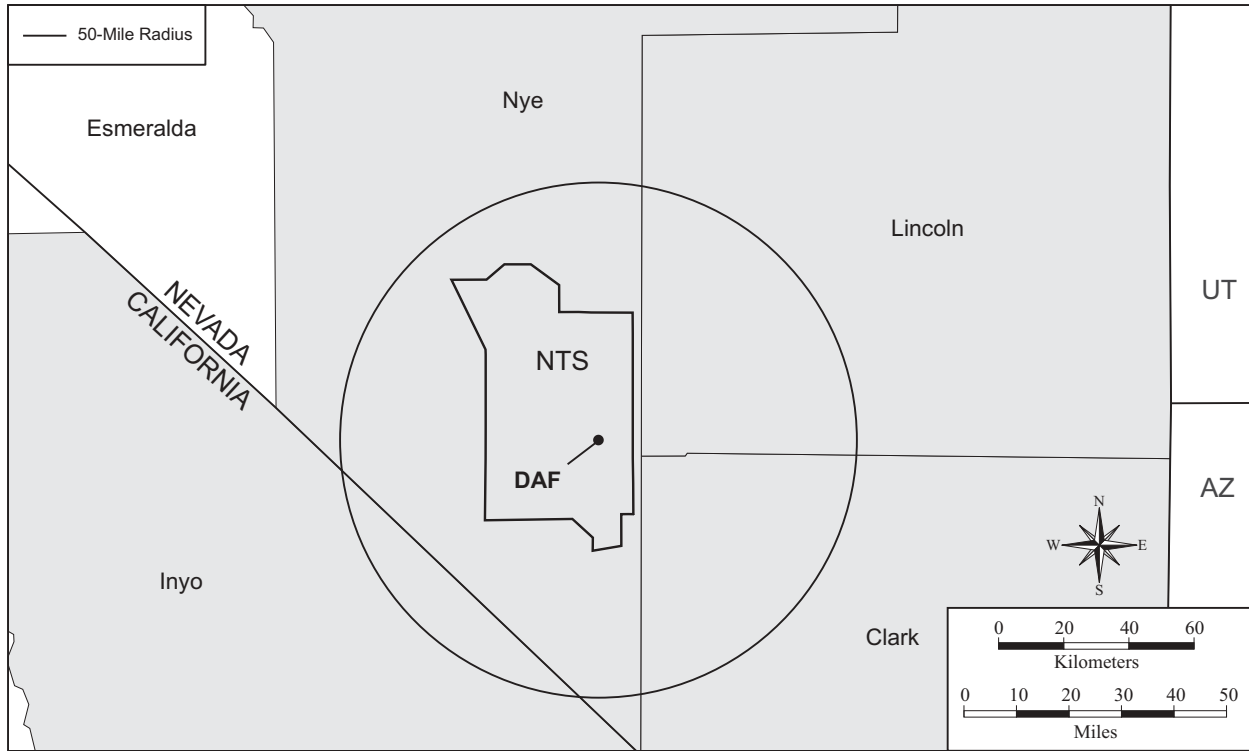 50-Mile Radius
Nye
Esmeralda
Lincoln
UT
NEVADA
CALIFORNIA
NTS
DAF
AZ
N
W E
S
Inyo
Clark
0 20 40 60
Kilometers
0 10 20 30 40 50
Miles